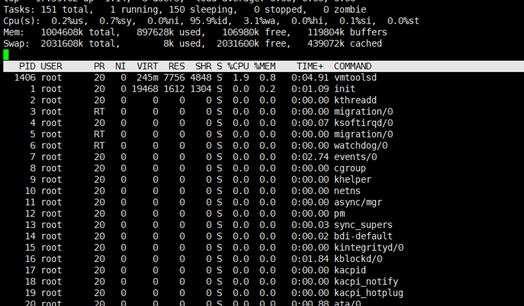 Tasks: 151 total, 1 running, 150 sleeping, 0 stopped, 0 zombie
Cpu(s): 0.2%us, 0.7%sy, 0.0%ni, 95.9%id, 3.1%wa, 0.0%hi, 0.1%si, 0.0%st
Mem: 1004608k total, 897628k used, 106980k free, 119804k buffers
Swap: 2031608k total, 8k used, 2031600k free, 439072k cached
PID USER PR NI VIRT RES SHR S %CPU %MEM TIME+ COMMAND
1406 root 20 0 245m 7756 4848 S 1.9 0.8 0:04.91 vmtoolsd
1 root 20 0 19468 1612 1304 S 0.0 0.2 0:01.09 init
2 root 20 0 0 0 0 S 0.0 0.0 0:00.00 kthreadd
3 root RT 0 0 0 0 S 0.0 0.0 0:00.00 migration/0
4 root 20 0 0 0 0 S 0.0 0.0 0:00.07 ksoftirqd/0
5 root RT 0 0 0 0 S 0.0 0.0 0:00.00 migration/0
6 root RT 0 0 0 0 S 0.0 0.0 0:00.00 watchdog/0
7 root 20 0 0 0 0 S 0.0 0.0 0:02.74 events/0
8 root 20 0 0 0 0 S 0.0 0.0 0:00.00 cgroup
9 root 20 0 0 0 0 S 0.0 0.0 0:00.00 khelper
10 root 20 0 0 0 0 S 0.0 0.0 0:00.00 netns
11 root 20 0 0 0 0 S 0.0 0.0 0:00.00 async/mgr
12 root 20 0 0 0 0 S 0.0 0.0 0:00.00 pm
13 root 20 0 0 0 0 S 0.0 0.0 0:00.03 sync_supers
14 root 20 0 0 0 0 S 0.0 0.0 0:00.02 bdi-default
15 root 20 0 0 0 0 S 0.0 0.0 0:00.00 kintegrityd/0
16 root 20 0 0 0 0 S 0.0 0.0 0:01.84 kblockd/0
17 root 20 0 0 0 0 S 0.0 0.0 0:00.00 kacpid
18 root 20 0 0 0 0 S 0.0 0.0 0:00.00 kacpi_notify
19 root 20 0 0 0 0 S 0.0 0.0 0:00.00 kacpi_hotplug
20 root 20 0 0 0 0 S 0.0 0.0 0:00.88 ata/0